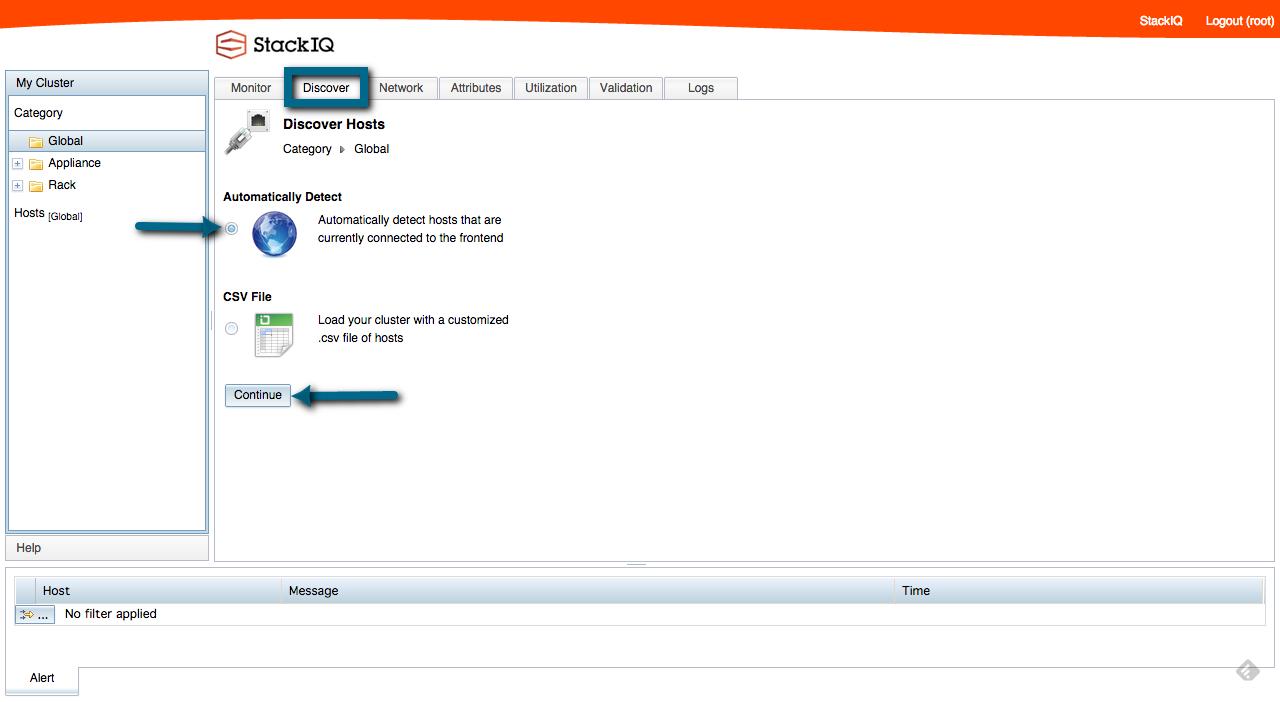 StackIQ Logout (root)
StackIQ
My Cluster
Category
Global
Appliance
Rack
Hosts [Global]
Help
Monitor Discover Network Attributes Utilization Validation Logs
Discover Hosts
Category Global
Automatically Detect
Automatically detect hosts that are
currently connected to the frontend
CSV File
Load your cluster with a customized
.csv file of hosts
Continue
Host Message Time
... No filter applied
Alert